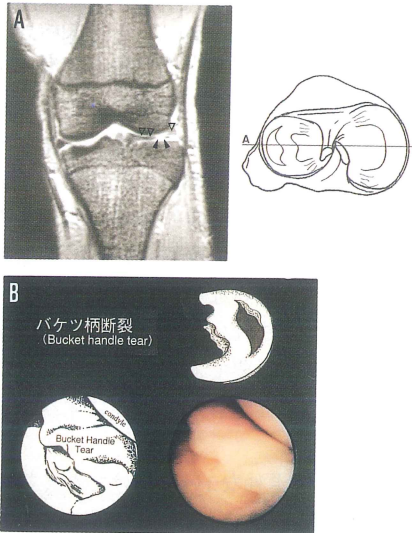 A
A
B
バケツ柄断裂
(Bucket handle tear)
condyle
Bucket Handle
Tear